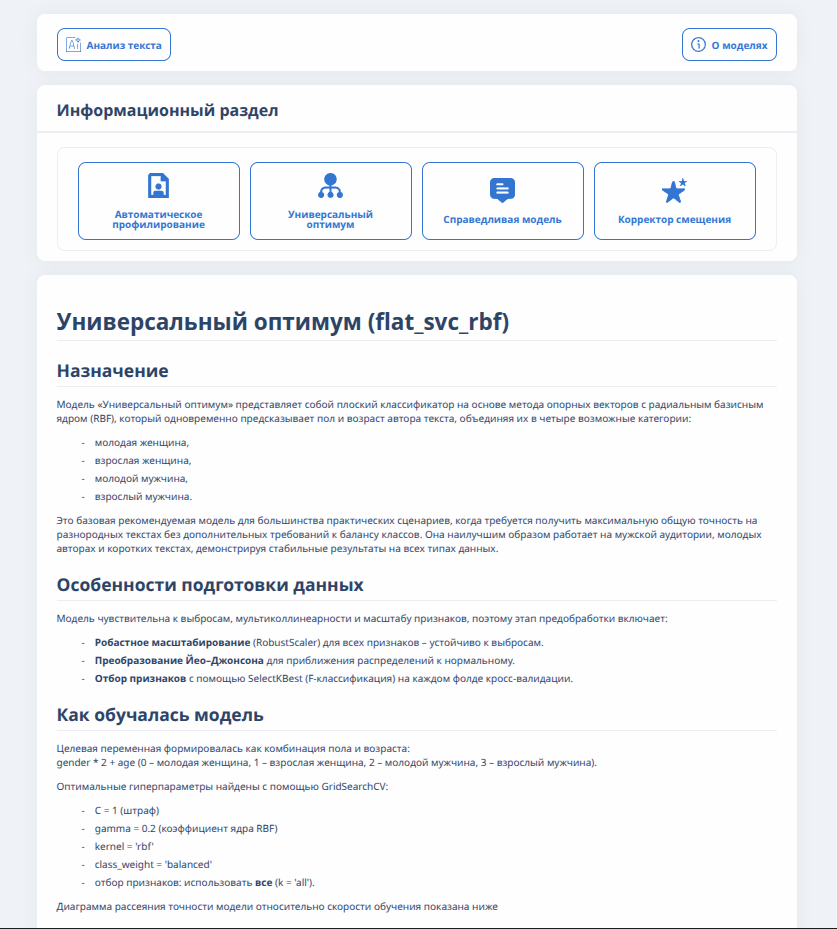 Анализ текста
О моделях
Информационный раздел
Автоматическое
профилирование
Универсальный
оптимум
Справедливая модель
Корректор смещения
Универсальный оптимум (flat_svc_rbf)
Назначение
Модель «Универсальный оптимум» представляет собой плоский классификатор на основе метода опорных векторов с радиальным базисным
ядром (RBF), который одновременно предсказывает пол и возраст автора текста, объединяя их в четыре возможные категории:
- молодая женщина,
- взрослая женщина,
- молодой мужчина,
- взрослый мужчина.
Это базовая рекомендуемая модель для большинства практических сценариев, когда требуется получить максимальную общую точность на
разнородных текстах без дополнительных требований к балансу классов. Она наилучшим образом работает на мужской аудитории, молодых
авторах и коротких текстах, демонстрируя стабильные результаты на всех типах данных.
Особенности подготовки данных
Модель чувствительна к выбросам, мультиколлинеарности и масштабу признаков, поэтому этап предобработки включает:
- Робастное масштабирование (RobustScaler) для всех признаков – устойчиво к выбросам.
- Преобразование Йео–Джонсона для приближения распределений к нормальному.
- Отбор признаков с помощью SelectKBest (F-классификация) на каждом фолде кросс-валидации.
Как обучалась модель
Целевая переменная формировалась как комбинация пола и возраста:
gender * 2 + age (0 – молодая женщина, 1 – взрослая женщина, 2 – молодой мужчина, 3 – взрослый мужчина).
Оптимальные гиперпараметры найдены с помощью GridSearchCV:
- C = 1 (штраф)
- gamma = 0.2 (коэффициент ядра RBF)
- kernel = 'rbf'
- class_weight = 'balanced'
- отбор признаков: использовать все (k = 'all').
Диаграмма рассеяния точности модели относительно скорости обучения показана ниже